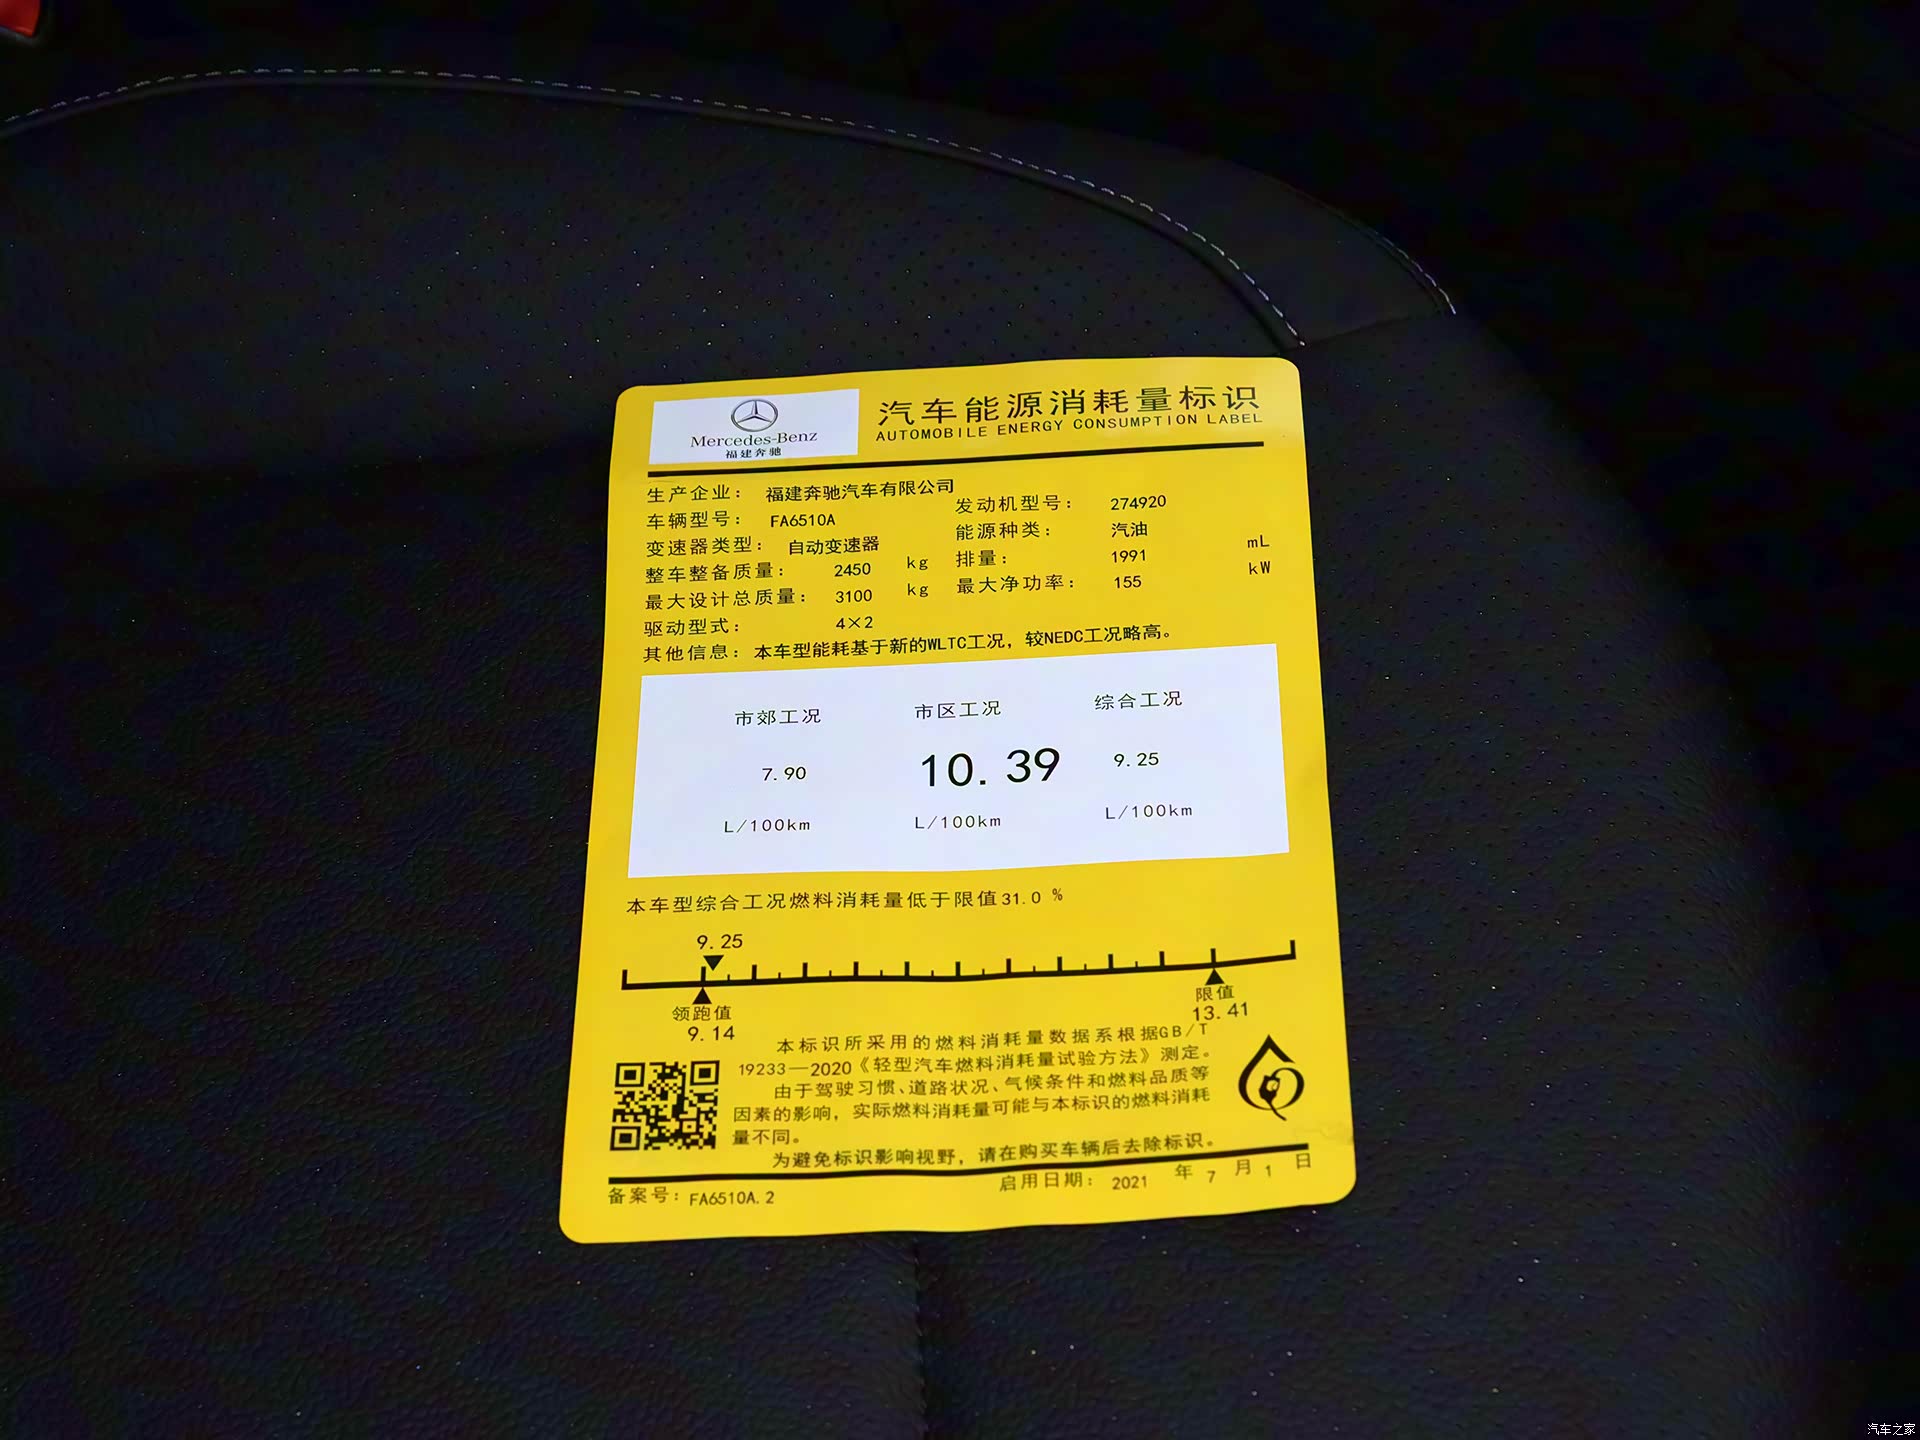 Mercedes-Benz
福建奔驰
汽车能源消耗量标识
AUTOMOBILE ENERGY CONSUMPTION LABEL
生产企业： 福建奔驰汽车有限公司
车辆型号： FA6510A
发动机型号： 274920
变速器类型： 自动变速器
能源种类： 汽油
整车整备质量： 2450 kg
排量： 1991 mL
最大设计总质量： 3100 kg
最大净功率： 155 kW
驱动型式： 4×2
其他信息： 本车型能耗基于新的WLTC工况，较NEDC工况略高。
市郊工况 市区工况 综合工况
7.90 10.39 9.25
L/100km L/100km L/100km
本车型综合工况燃料消耗量低于限值31.0 %
9.25
领跑值 限值
9.14 13.41
本标识所采用的燃料消耗量数据系根据GB/T
19233—2020《轻型汽车燃料消耗量试验方法》测定。
由于驾驶习惯、道路状况、气候条件和燃料品质等
因素的影响，实际燃料消耗量可能与本标识的燃料消耗
量不同。
为避免标识影响视野，请在购买车辆后去除标识。
备案号：FA6510A.2 启用日期： 2021 年 7 月 1 日
汽车之家